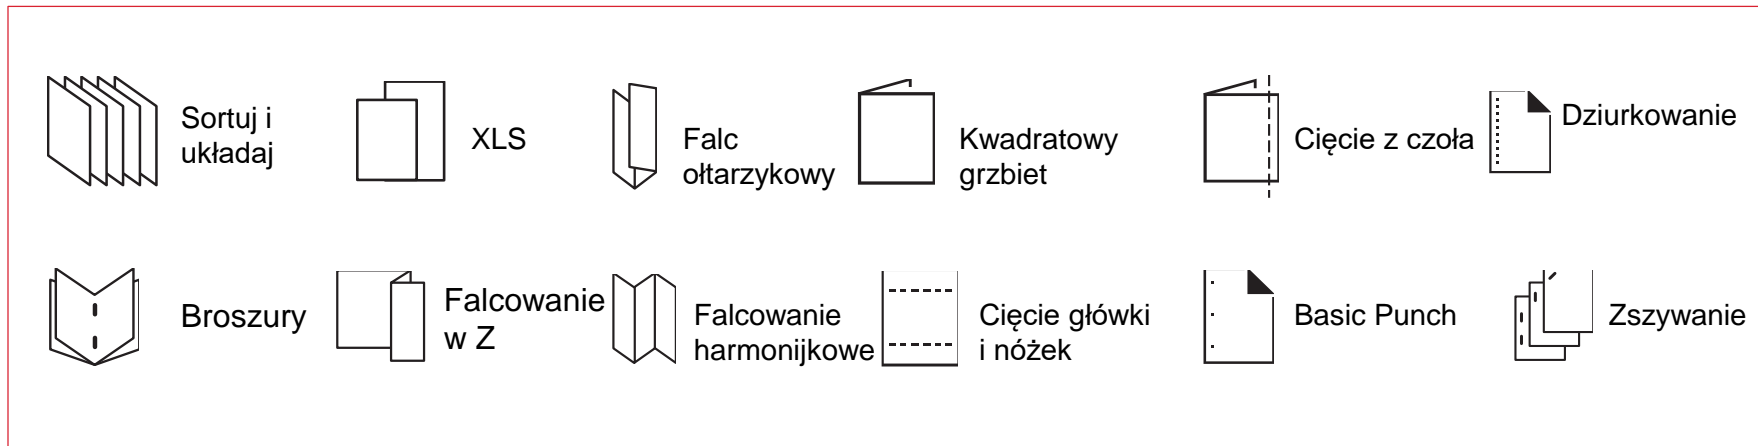 Sortuj i
układaj
XLS
Falc
ołtarzykowy
Kwadratowy
grzbiet
Cięcie z czoła
Dziurkowanie
Broszury
Falcowanie
w Z
Falcowanie
harmonijkowe
Cięcie główki
i nóżek
Basic Punch
Zszywanie